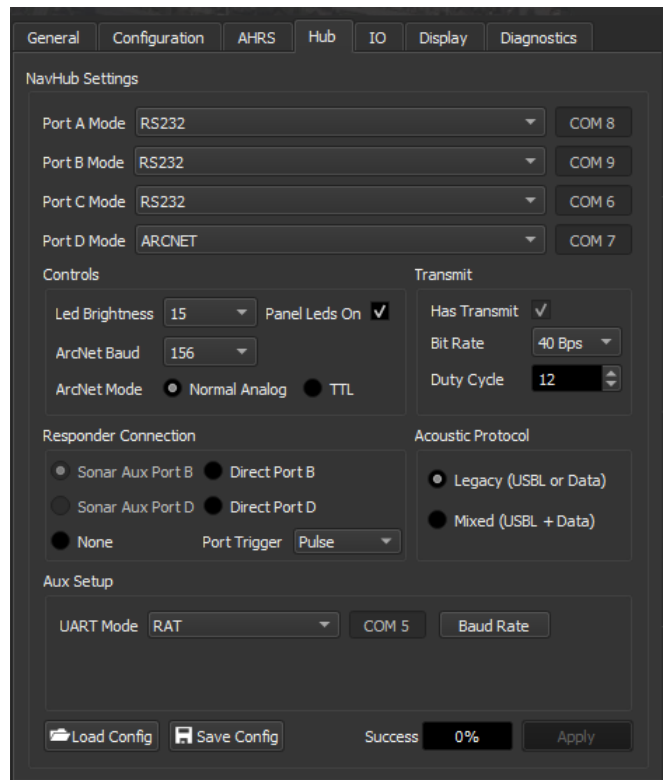 General Configuration AHRS Hub IO Display Diagnostics
NavHub Settings
Port A Mode RS232 COM 8
Port B Mode RS232 COM 9
Port C Mode RS232 COM 6
Port D Mode ARCNET COM 7
Controls Transmit
Led Brightness 15 Panel Leds On Has Transmit
Bit Rate 40 Bps
ArcNet Baud 156
Duty Cycle 12
ArcNet Mode Normal Analog TTL
Responder Connection Acoustic Protocol
Sonar Aux Port B Direct Port B Legacy (USBL or Data)
Sonar Aux Port D Direct Port D Mixed (USBL + Data)
None Port Trigger Pulse
Aux Setup
UART Mode RAT COM 5 Baud Rate
Load Config Save Config Success 0% Apply